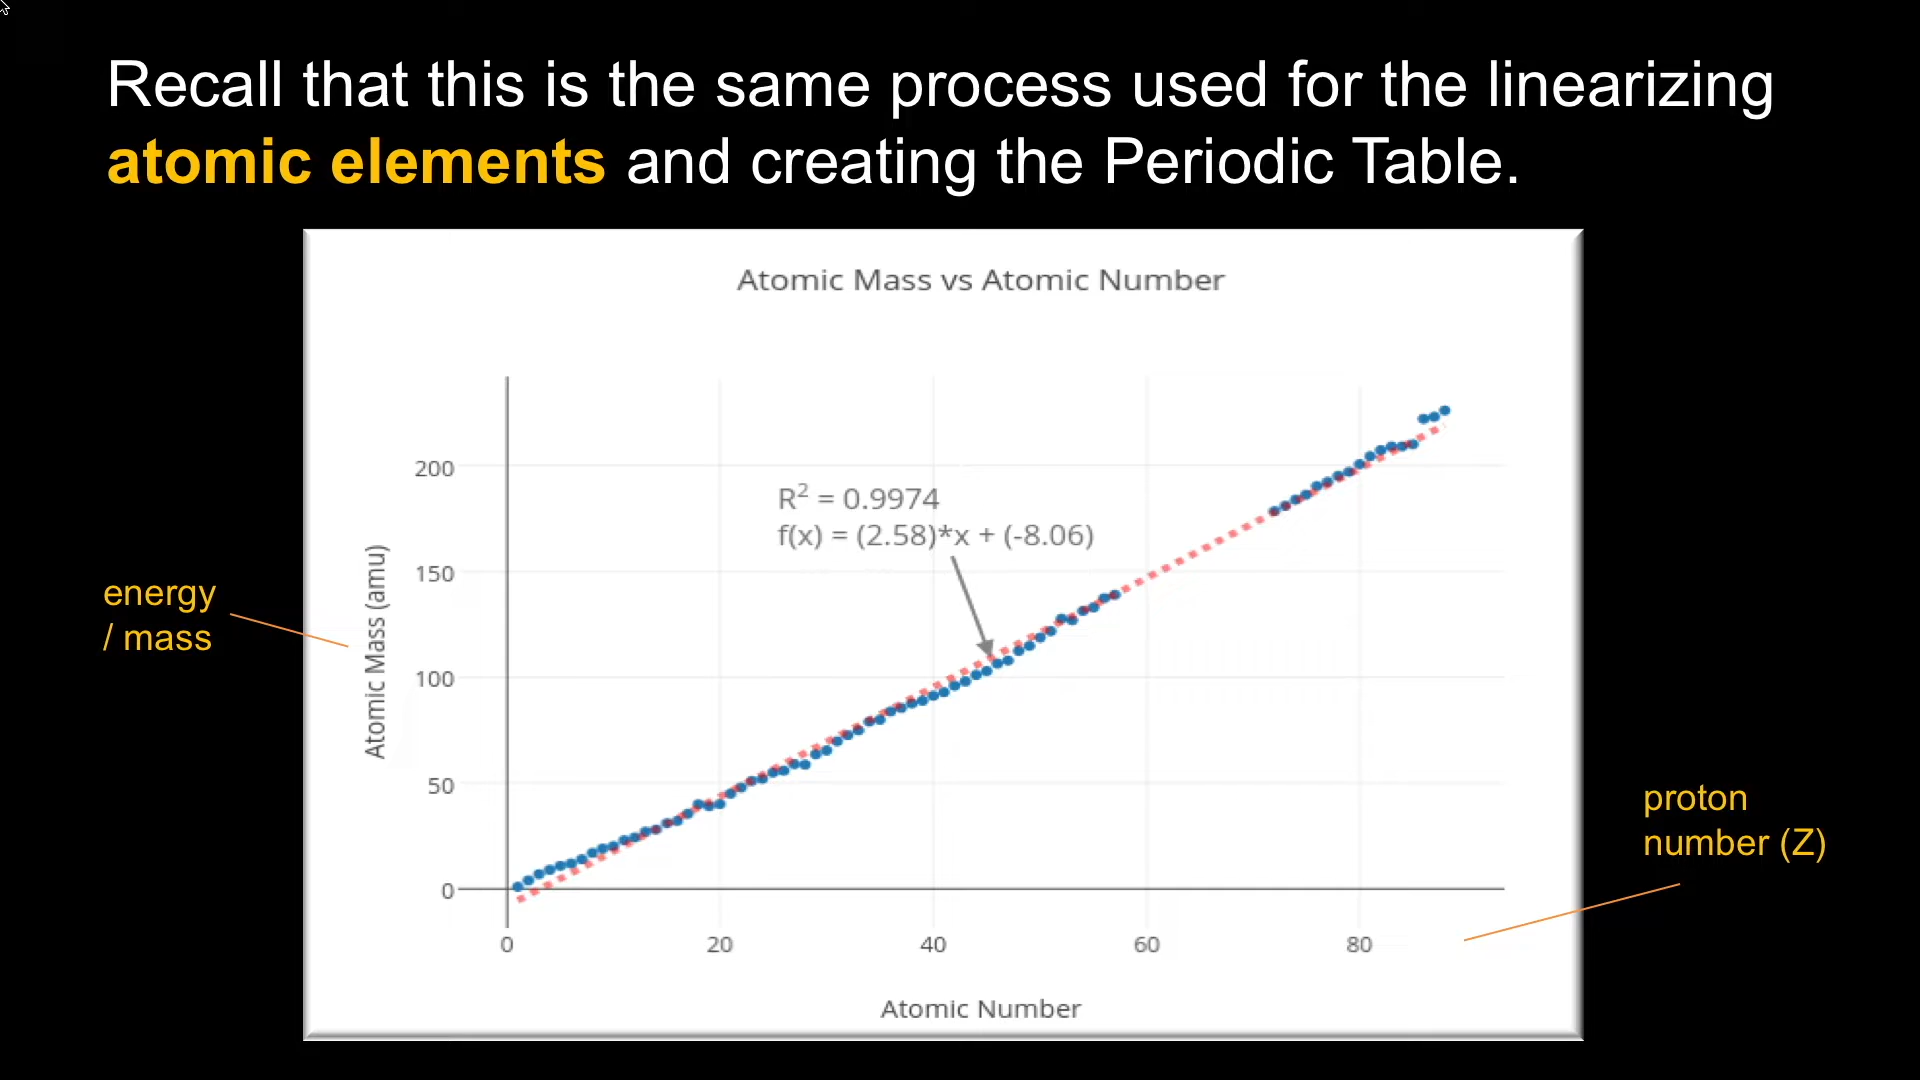 Recall that this is the same process used for the linearizing
atomic elements and creating the Periodic Table.
Atomic Mass vs Atomic Number
R² = 0.9974
f(x) = (2.58)*x + (-8.06)
energy
/ mass
Atomic Mass (amu)
200
150
100
50
0
0 20 40 60 80
Atomic Number
proton
number (Z)